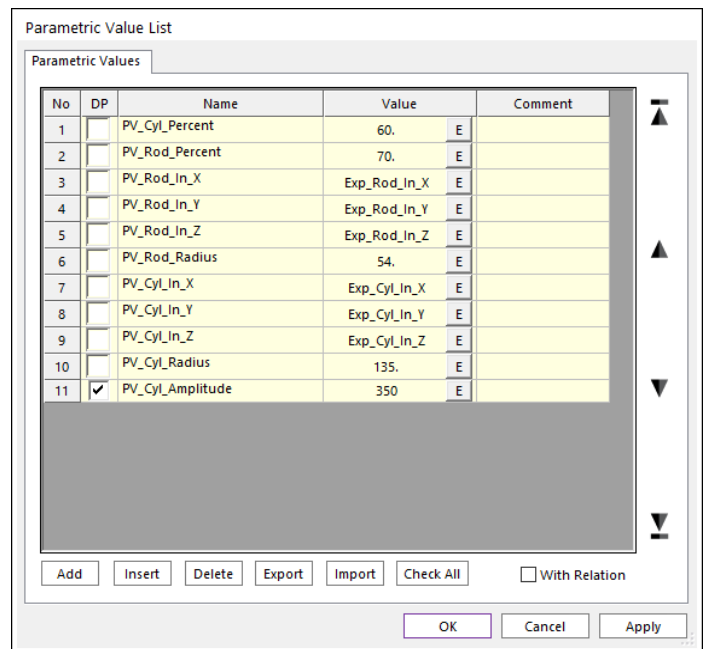 Parametric Value List
Parametric Values
No DP Name Value Comment
1 PV_Cyl_Percent 60. E
2 PV_Rod_Percent 70. E
3 PV_Rod_In_X Exp_Rod_In_X E
4 PV_Rod_In_Y Exp_Rod_In_Y E
5 PV_Rod_In_Z Exp_Rod_In_Z E
6 PV_Rod_Radius 54. E
7 PV_Cyl_In_X Exp_Cyl_In_X E
8 PV_Cyl_In_Y Exp_Cyl_In_Y E
9 PV_Cyl_In_Z Exp_Cyl_In_Z E
10 PV_Cyl_Radius 135. E
11 PV_Cyl_Amplitude 350 E
Add Insert Delete Export Import Check All With Relation
OK Cancel Apply